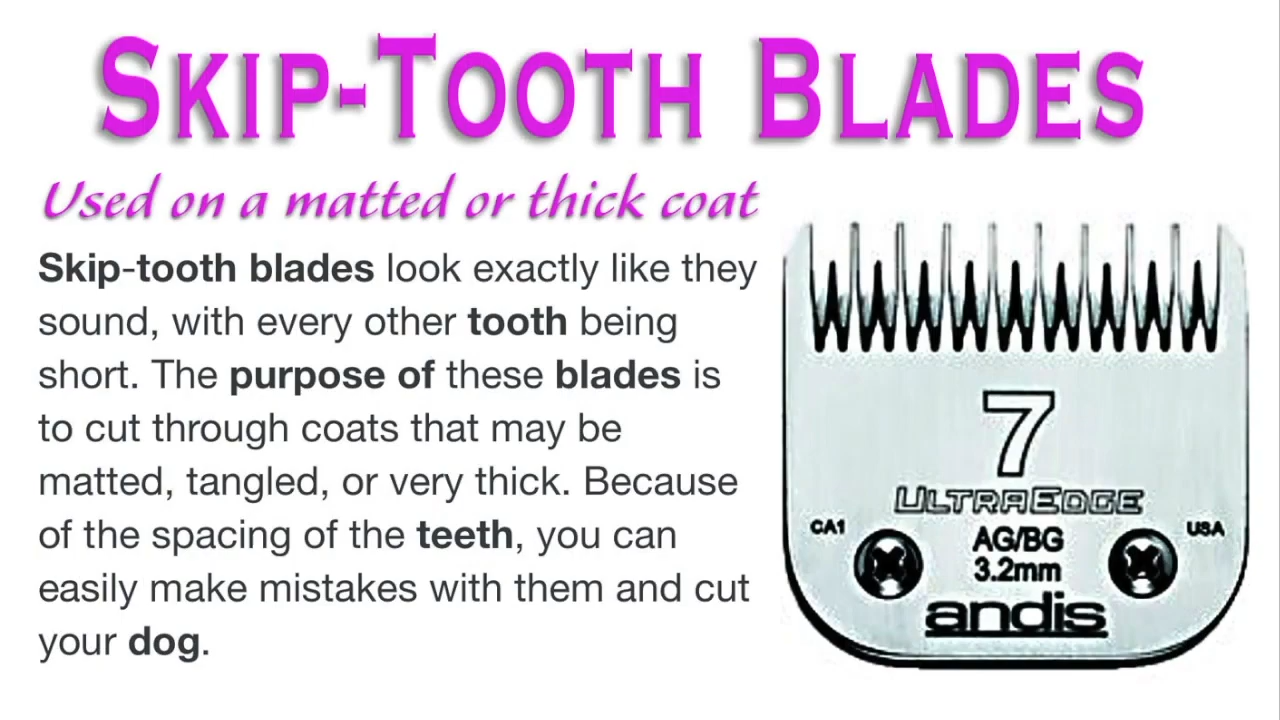 SKIP-TOOTH BLADES
Used on a matted or thick coat
Skip-tooth blades look exactly like they
sound, with every other tooth being
short. The purpose of these blades is
to cut through coats that may be
matted, tangled, or very thick. Because
of the spacing of the teeth, you can
easily make mistakes with them and cut
your dog.
7
ULTRAEDGE
CA1
USA
AG/BG
3.2mm
andis